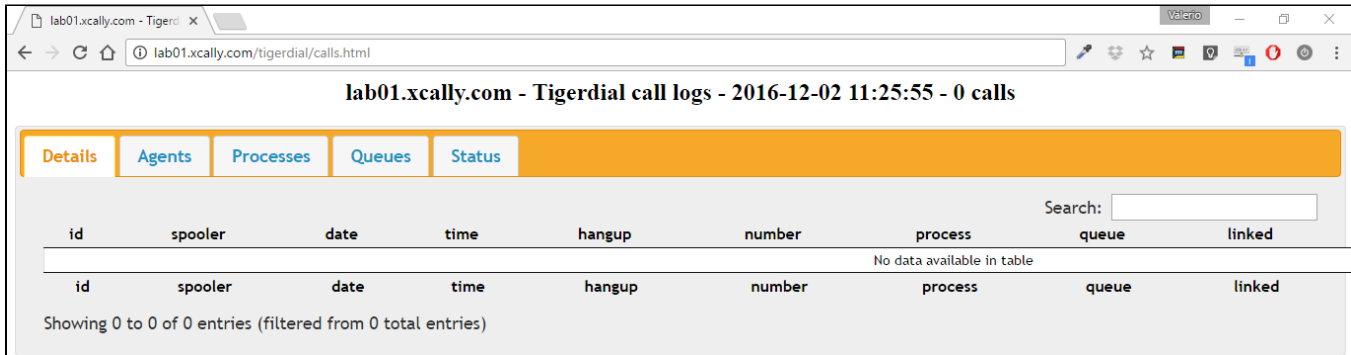 lab01.xcally.com - Tigerd
Valerio
lab01.xcally.com/tigerdial/calls.html
lab01.xcally.com - Tigerdial call logs - 2016-12-02 11:25:55 - 0 calls
Details Agents Processes Queues Status
Search:
id spooler date time hangup number process queue linked
No data available in table
id spooler date time hangup number process queue linked
Showing 0 to 0 of 0 entries (filtered from 0 total entries)